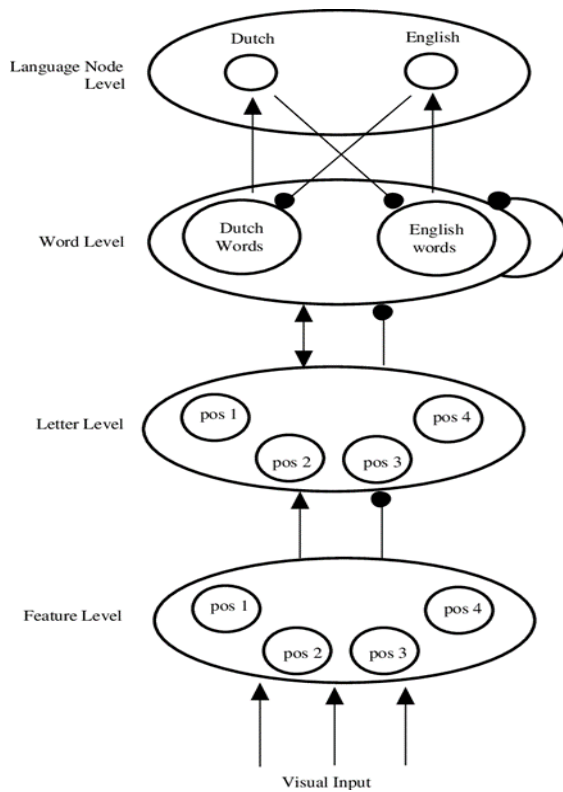 Dutch
English
Language Node
Level
Word Level
Dutch
Words
English
words
Letter Level
pos 1
pos 4
pos 2
pos 3
Feature Level
pos 1
pos 4
pos 2
pos 3
Visual Input